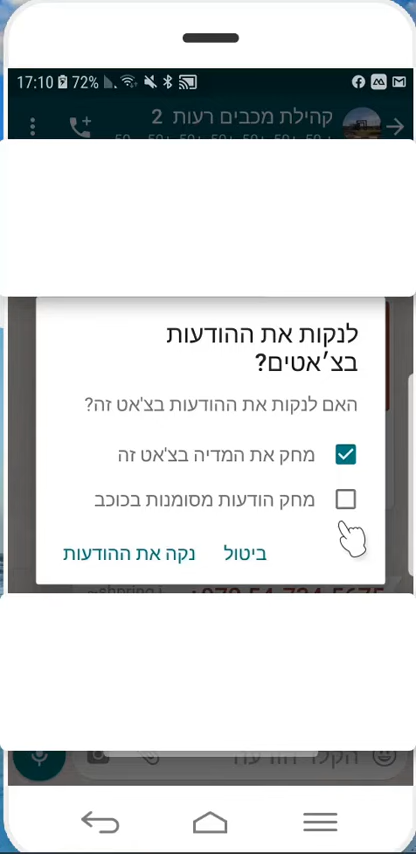 17:10 72%
קהילת מכבים רעות 2
לנקות את ההודעות
בצ'אטים?
האם לנקות את ההודעות בצ'אט זה?
מחק את המדיה בצ'אט זה
מחק הודעות מסומנות בכוכב
ביטול
נקה את ההודעות